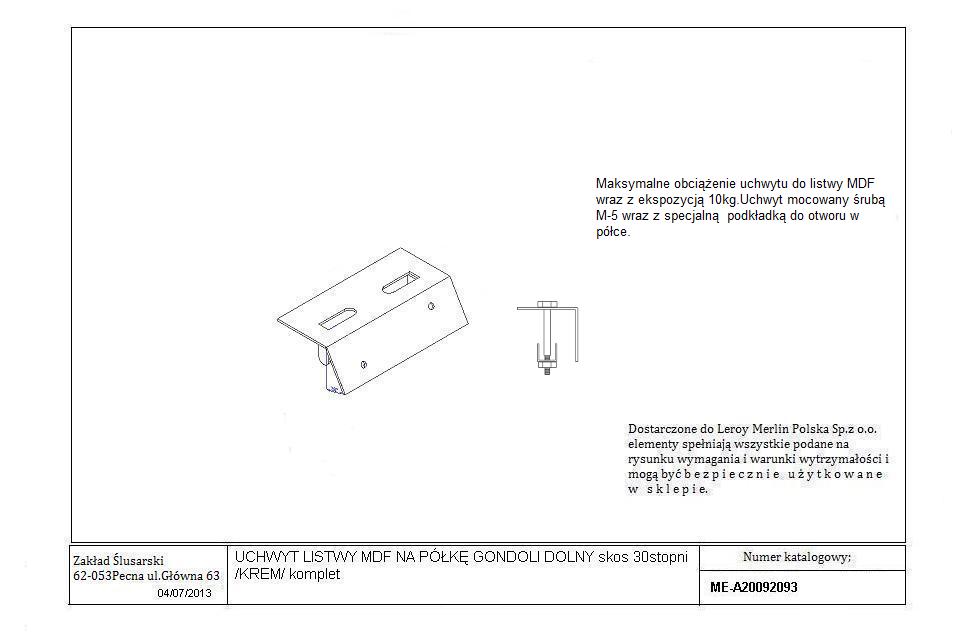 Maksymalne obciążenie uchwytu do listwy MDF
wraz z ekspozycją 10kg.Uchwyt mocowany śrubą
M-5 wraz z specjalną podkładką do otworu w
półce.
Dostarczone do Leroy Merlin Polska Sp.z o.o.
elementy spełniają wszystkie podane na
rysunku wymagania i warunki wytrzymałości i
mogą być b e z p i e c z n i e u ż y t k o w a n e
w s k l e p i e.
Zakład Ślusarski
62-053Pecna ul.Główna 63
04/07/2013
UCHWYT LISTWY MDF NA PÓŁKĘ GONDOLI DOLNY skos 30stopni
/KREM/ komplet
Numer katalogowy;
ME-A20092093